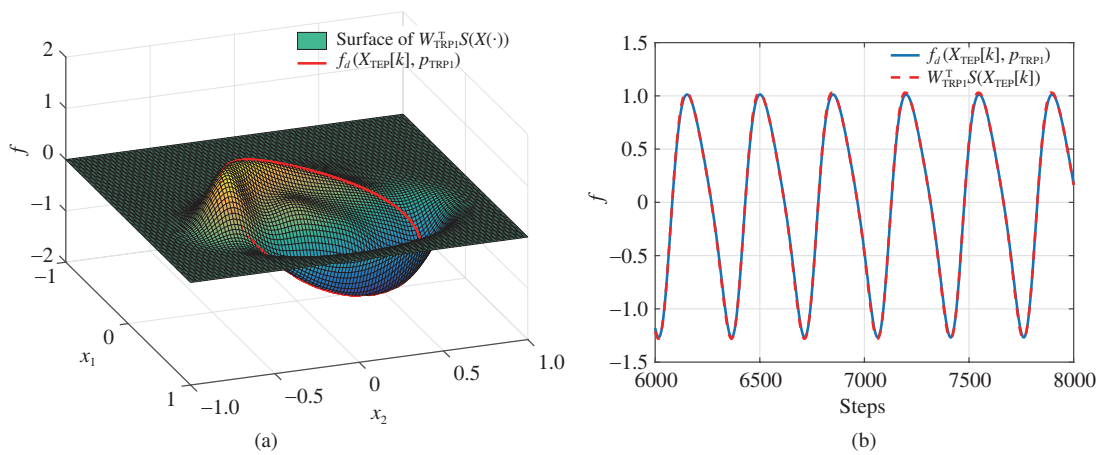 2
1
0
−1
−2
f
−1
0
1
x₁
−1.0
−0.5
0
0.5
1.0
x₂
Surface of W^T_TRP1 S(X(·))
f_d(X_TEP[k], p_TRP1)
(a)
1.5
1.0
0.5
0
−0.5
−1.0
−1.5
f
f_d(X_TEP[k], p_TRP1)
W^T_TRP1 S(X_TEP[k])
6000 6500 7000 7500 8000
Steps
(b)